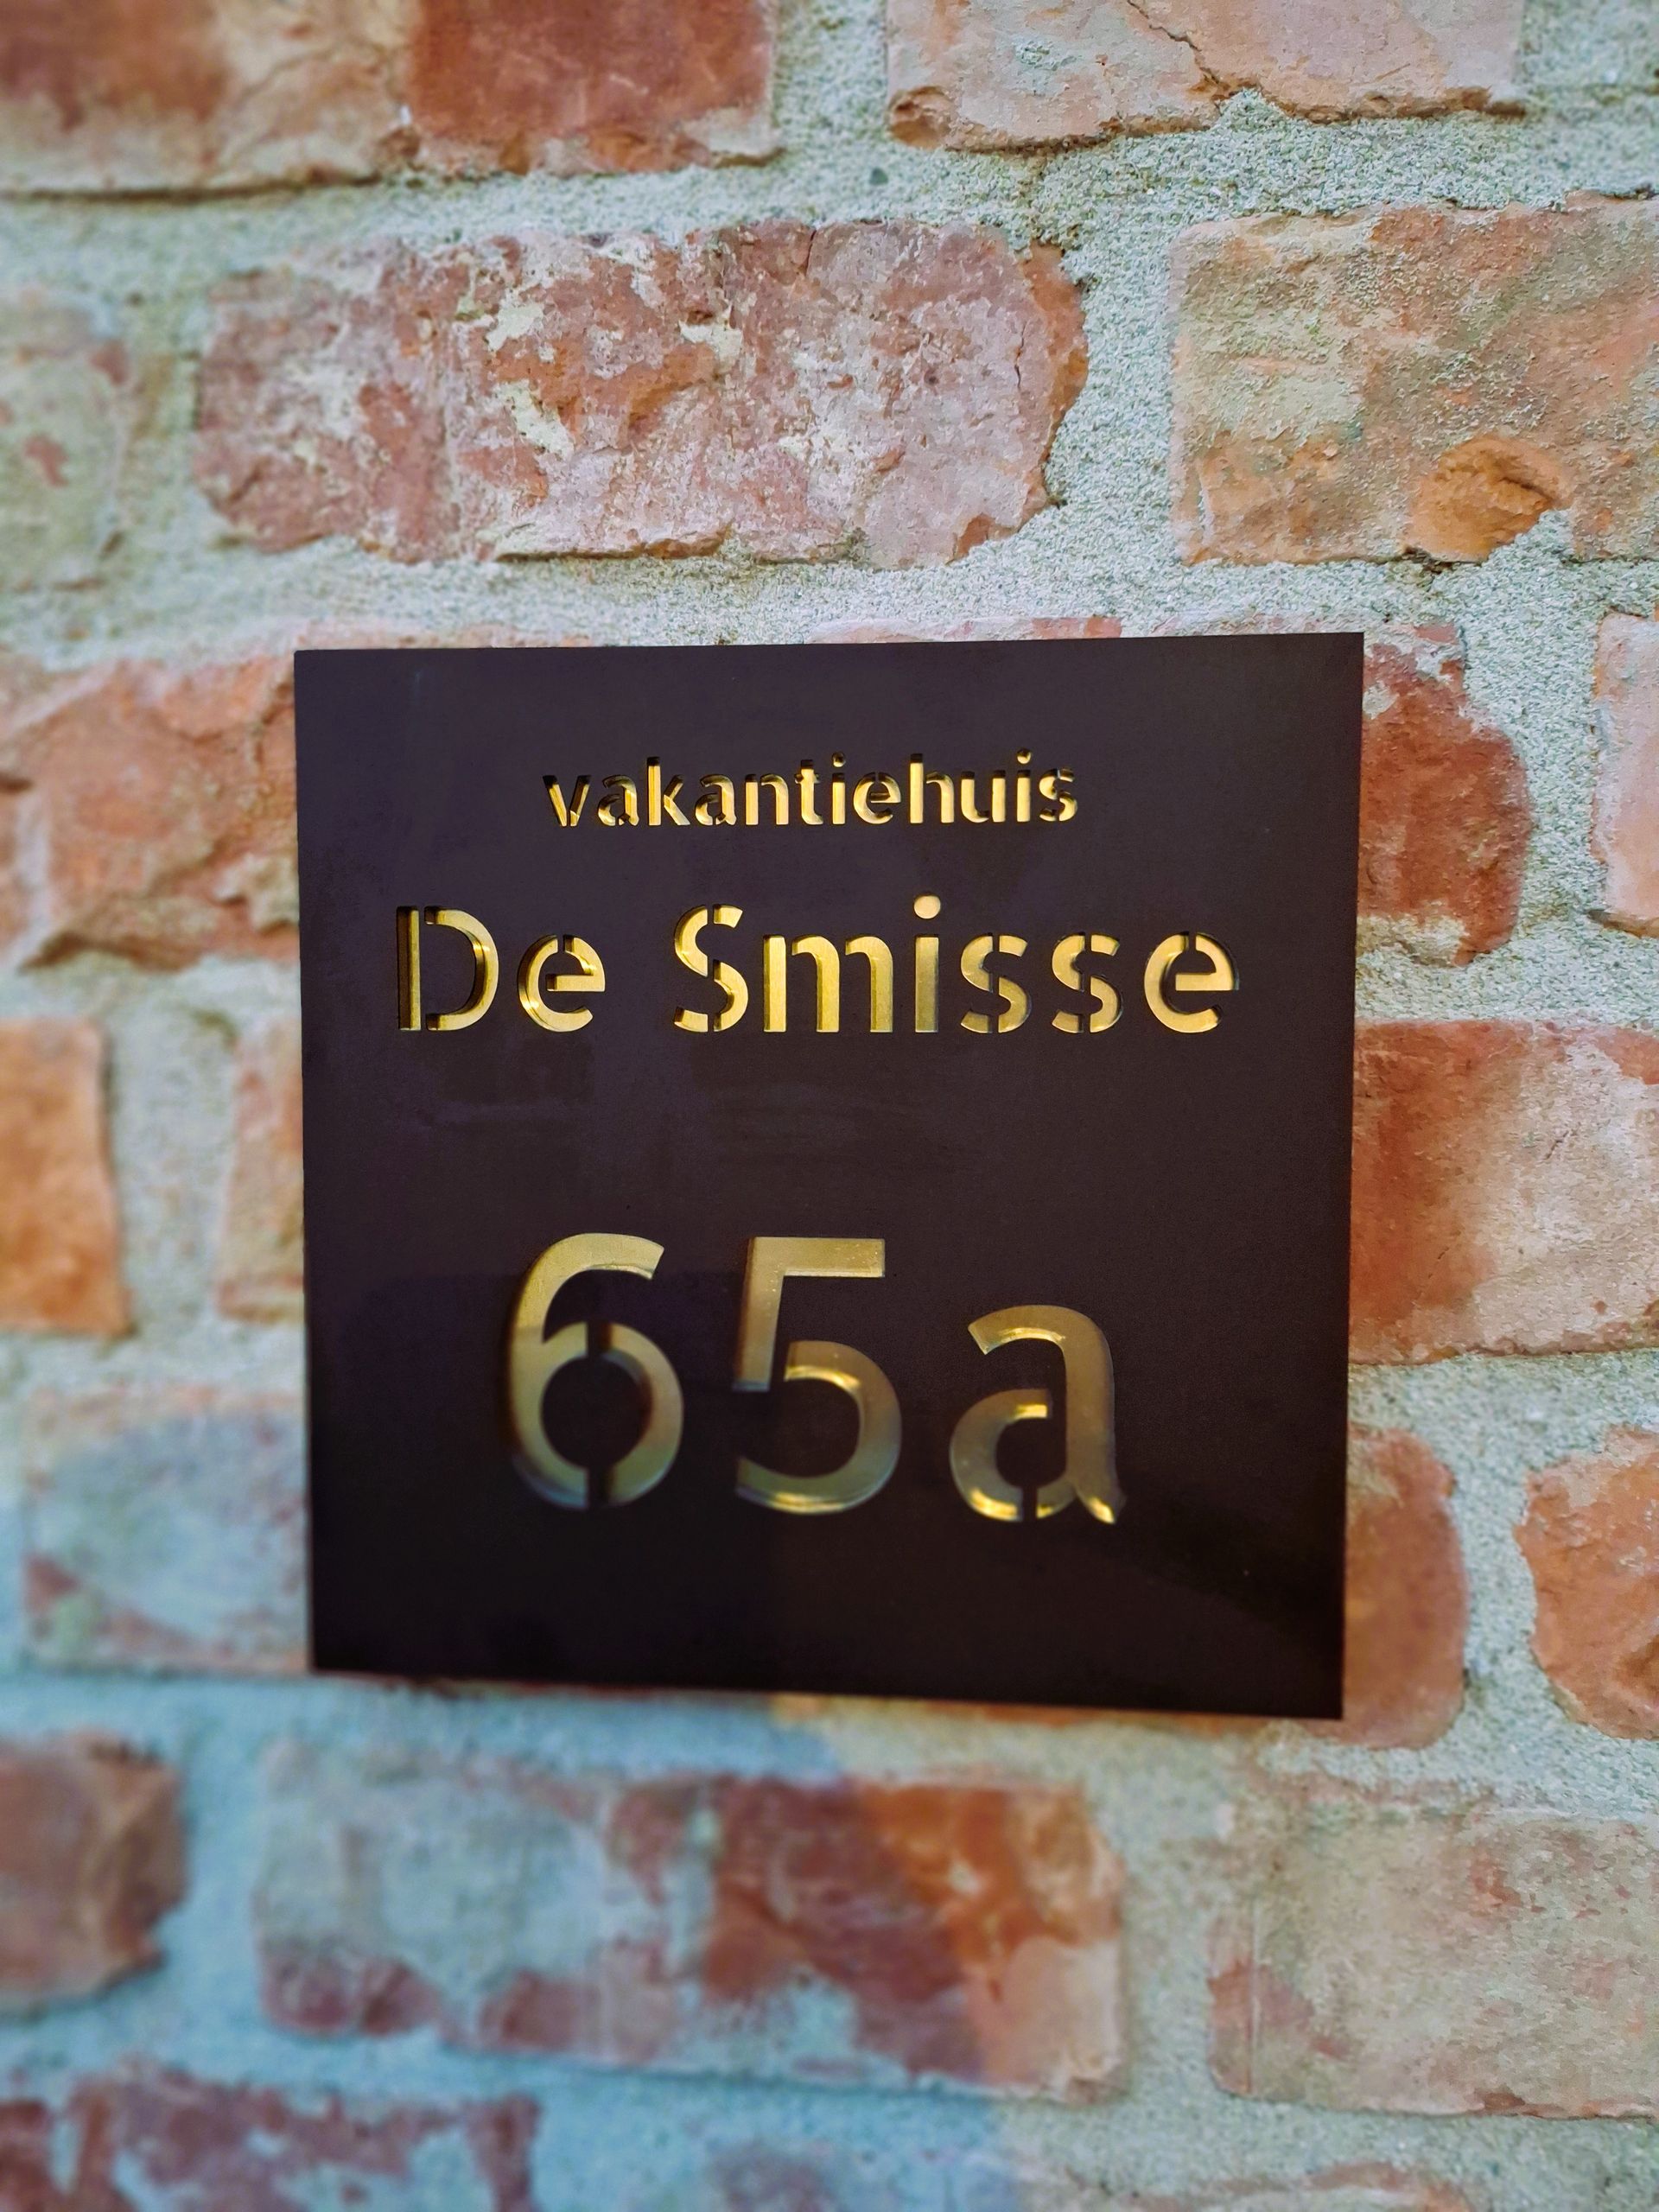 vakantiehuis
De Smisse
65a